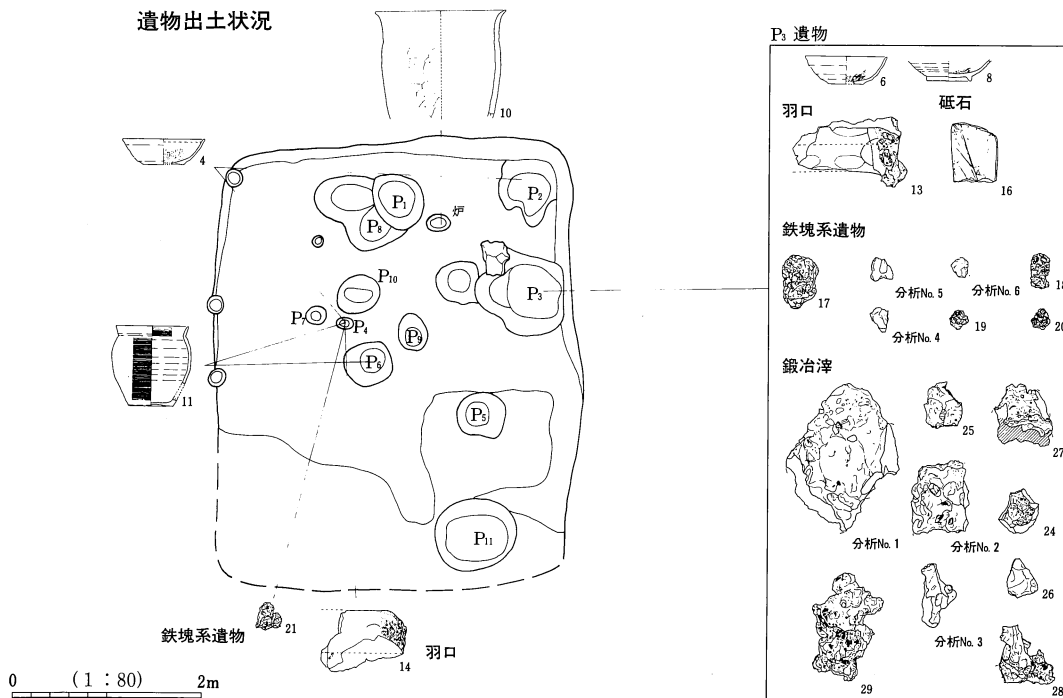 遺物出土状況
10
4
P1
P2
P8
炉
P10
P3
P7
P4
P9
P6
11
P5
P11
鉄塊系遺物
21
14
羽口
0 (1:80) 2m
P3 遺物
6
8
羽口
砥石
13
16
鉄塊系遺物
17
分析No. 5
分析No. 6
18
分析No. 4
19
20
鍛冶滓
25
27
分析No. 1
分析No. 2
24
26
分析No. 3
29
28